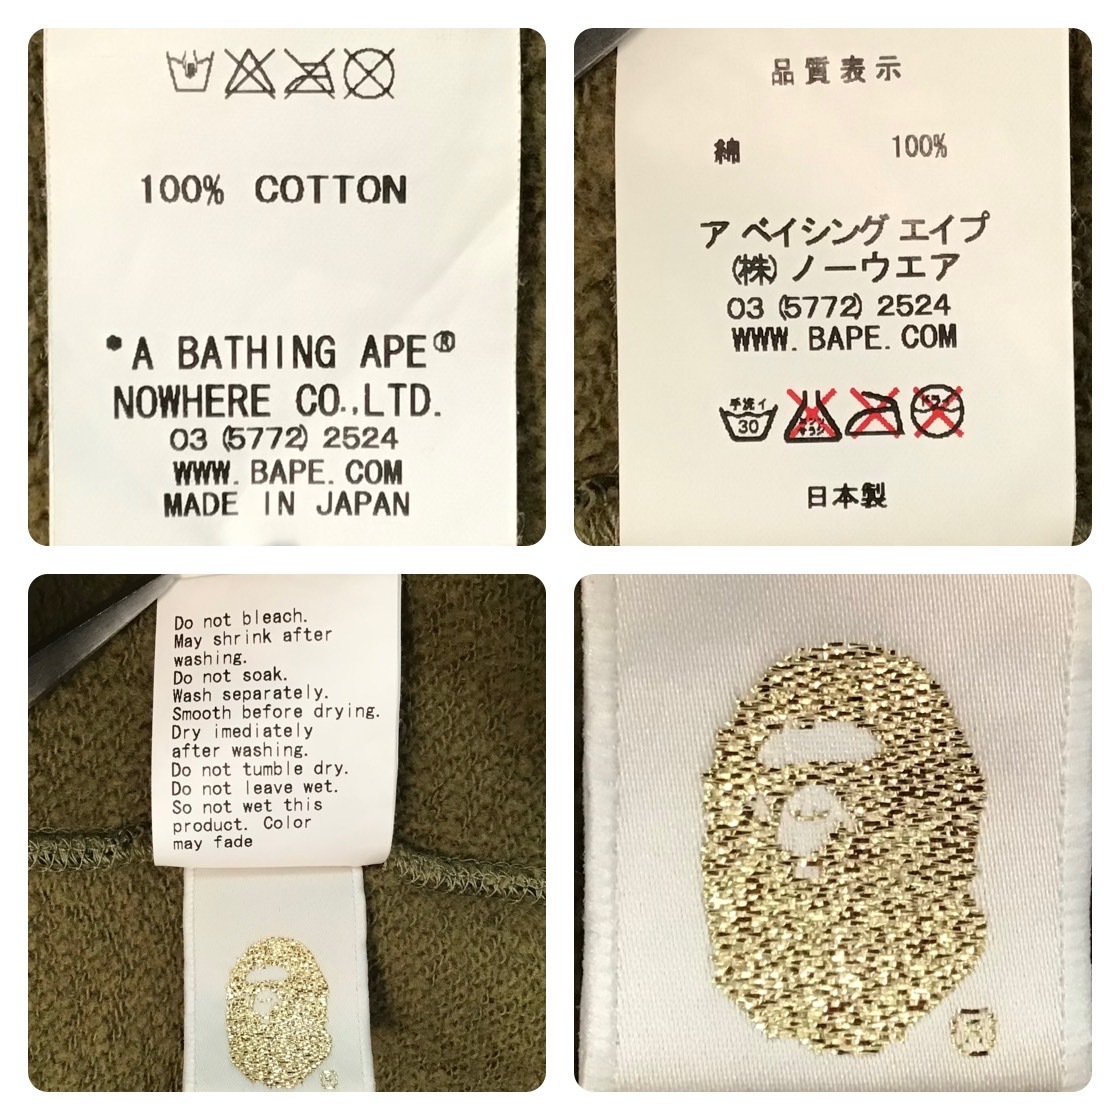 100% COTTON
*A BATHING APE®
NOWHERE CO.,LTD.
03 (5772) 2524
WWW. BAPE. COM
MADE IN JAPAN
品質表示
綿 100%
ア ベイシング エイプ
(株) ノーウエア
03 (5772) 2524
WWW. BAPE. COM
手洗イ
30
ドライ
日本製
Do not bleach.
May shrink after
washing.
Do not soak.
Wash separately.
Smooth before drying.
Dry imediately
after washing.
Do not tumble dry.
Do not leave wet.
So not wet this
product. Color
may fade
®
®